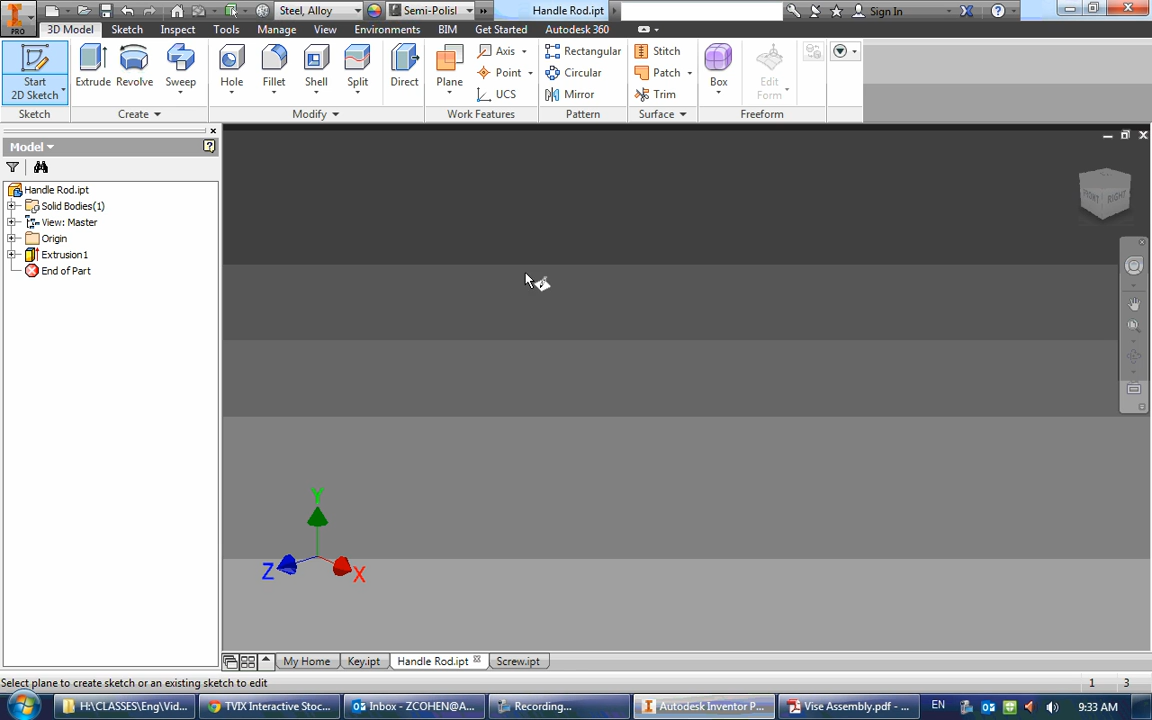 Steel, Alloy
Semi-Polisl
Handle Rod.ipt
Sign In
PRO
3D Model
Sketch
Inspect
Tools
Manage
View
Environments
BIM
Get Started
Autodesk 360
Start
2D Sketch
Extrude
Revolve
Sweep
Hole
Fillet
Shell
Split
Direct
Plane
Axis
Point
UCS
Rectangular
Circular
Mirror
Stitch
Patch
Trim
Box
Edit
Form
Sketch
Create
Modify
Work Features
Pattern
Surface
Freeform
Model
Handle Rod.ipt
Solid Bodies(1)
View: Master
Origin
Extrusion1
End of Part
FRONT
RIGHT
Y
Z
X
My Home
Key.ipt
Handle Rod.ipt
Screw.ipt
Select plane to create sketch or an existing sketch to edit
1
3
H:\CLASSES\Eng\Vid...
TVIX Interactive Stoc...
Inbox - ZCOHEN@A...
Recording...
Autodesk Inventor P...
Vise Assembly.pdf - ...
EN
9:33 AM